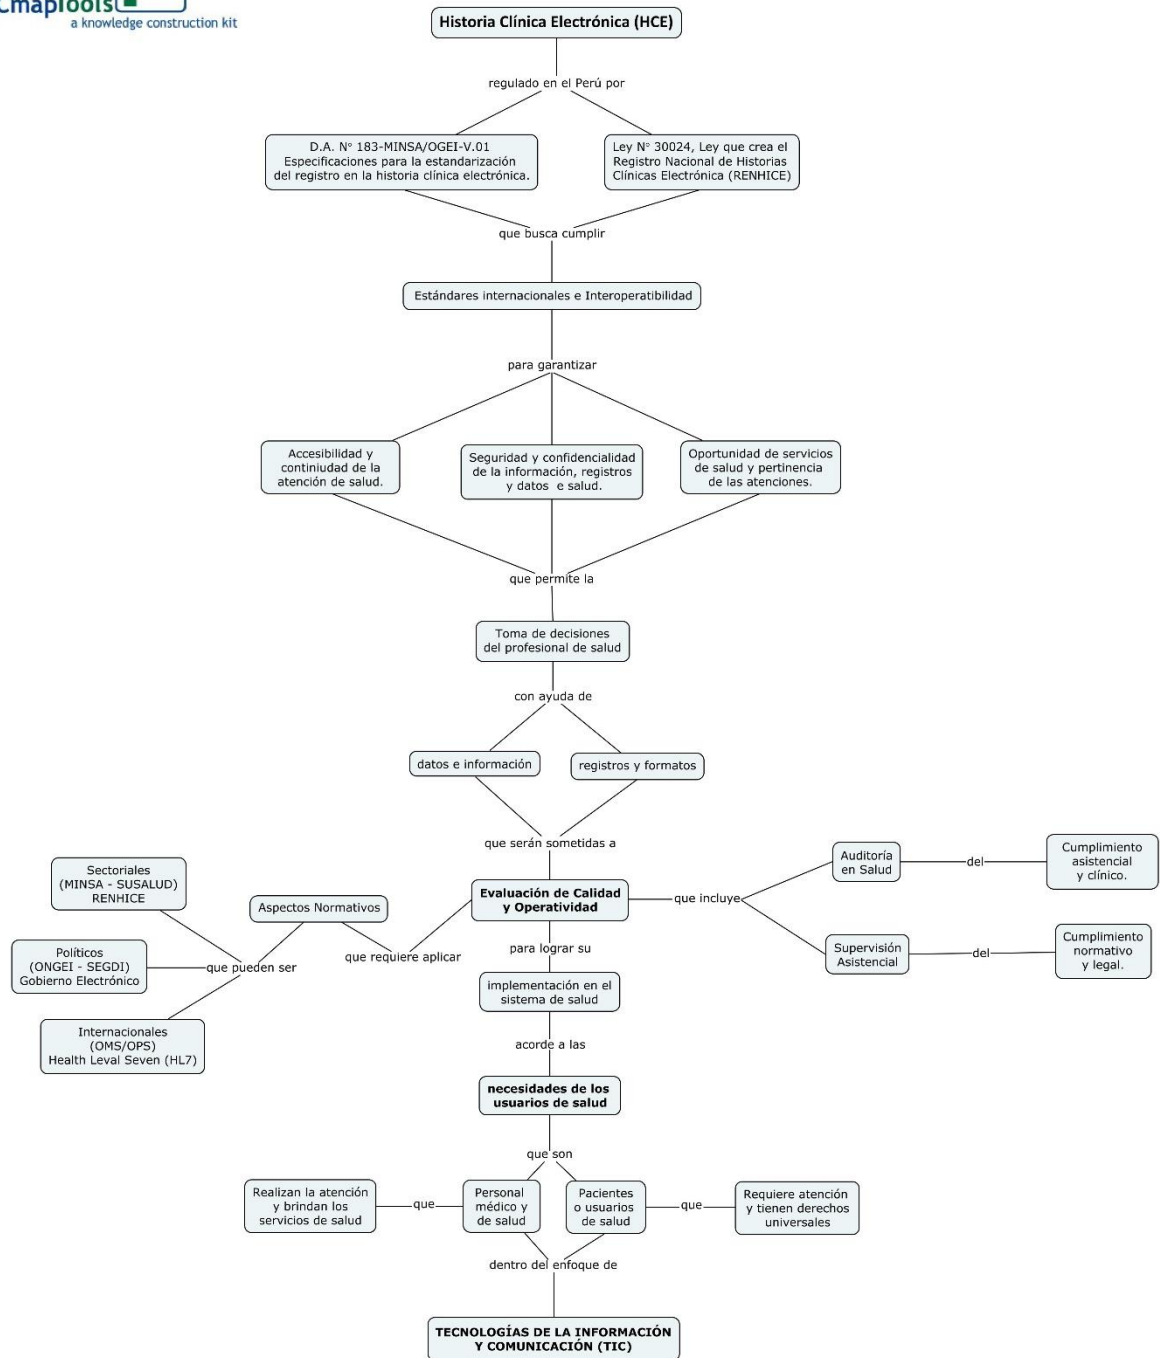 CmapTools
a knowledge construction kit
Historia Clínica Electrónica (HCE)
regulado en el Perú por
D.A. N° 183-MINSA/OGEI-V.01
Especificaciones para la estandarización
del registro en la historia clínica electrónica.
Ley N° 30024, Ley que crea el
Registro Nacional de Historias
Clínicas Electrónica (RENHICE)
que busca cumplir
Estándares internacionales e Interoperatibilidad
para garantizar
Accesibilidad y
continiudad de la
atención de salud.
Seguridad y confidencialidad
de la información, registros
y datos e salud.
Oportunidad de servicios
de salud y pertinencia
de las atenciones.
que permite la
Toma de decisiones
del profesional de salud
con ayuda de
datos e información
registros y formatos
que serán sometidas a
Evaluación de Calidad
y Operatividad
que incluye
Auditoría
en Salud
del
Cumplimiento
asistencial
y clínico.
Supervisión
Asistencial
del
Cumplimiento
normativo
y legal.
que requiere aplicar
Aspectos Normativos
que pueden ser
Sectoriales
(MINSA - SUSALUD)
RENHICE
Políticos
(ONGEI - SEGDI)
Gobierno Electrónico
Internacionales
(OMS/OPS)
Health Leval Seven (HL7)
para lograr su
implementación en el
sistema de salud
acorde a las
necesidades de los
usuarios de salud
que son
Realizan la atención
y brindan los
servicios de salud
que
Personal
médico y
de salud
Pacientes
o usuarios
de salud
que
Requiere atención
y tienen derechos
universales
dentro del enfoque de
TECNOLOGÍAS DE LA INFORMACIÓN
Y COMUNICACIÓN (TIC)